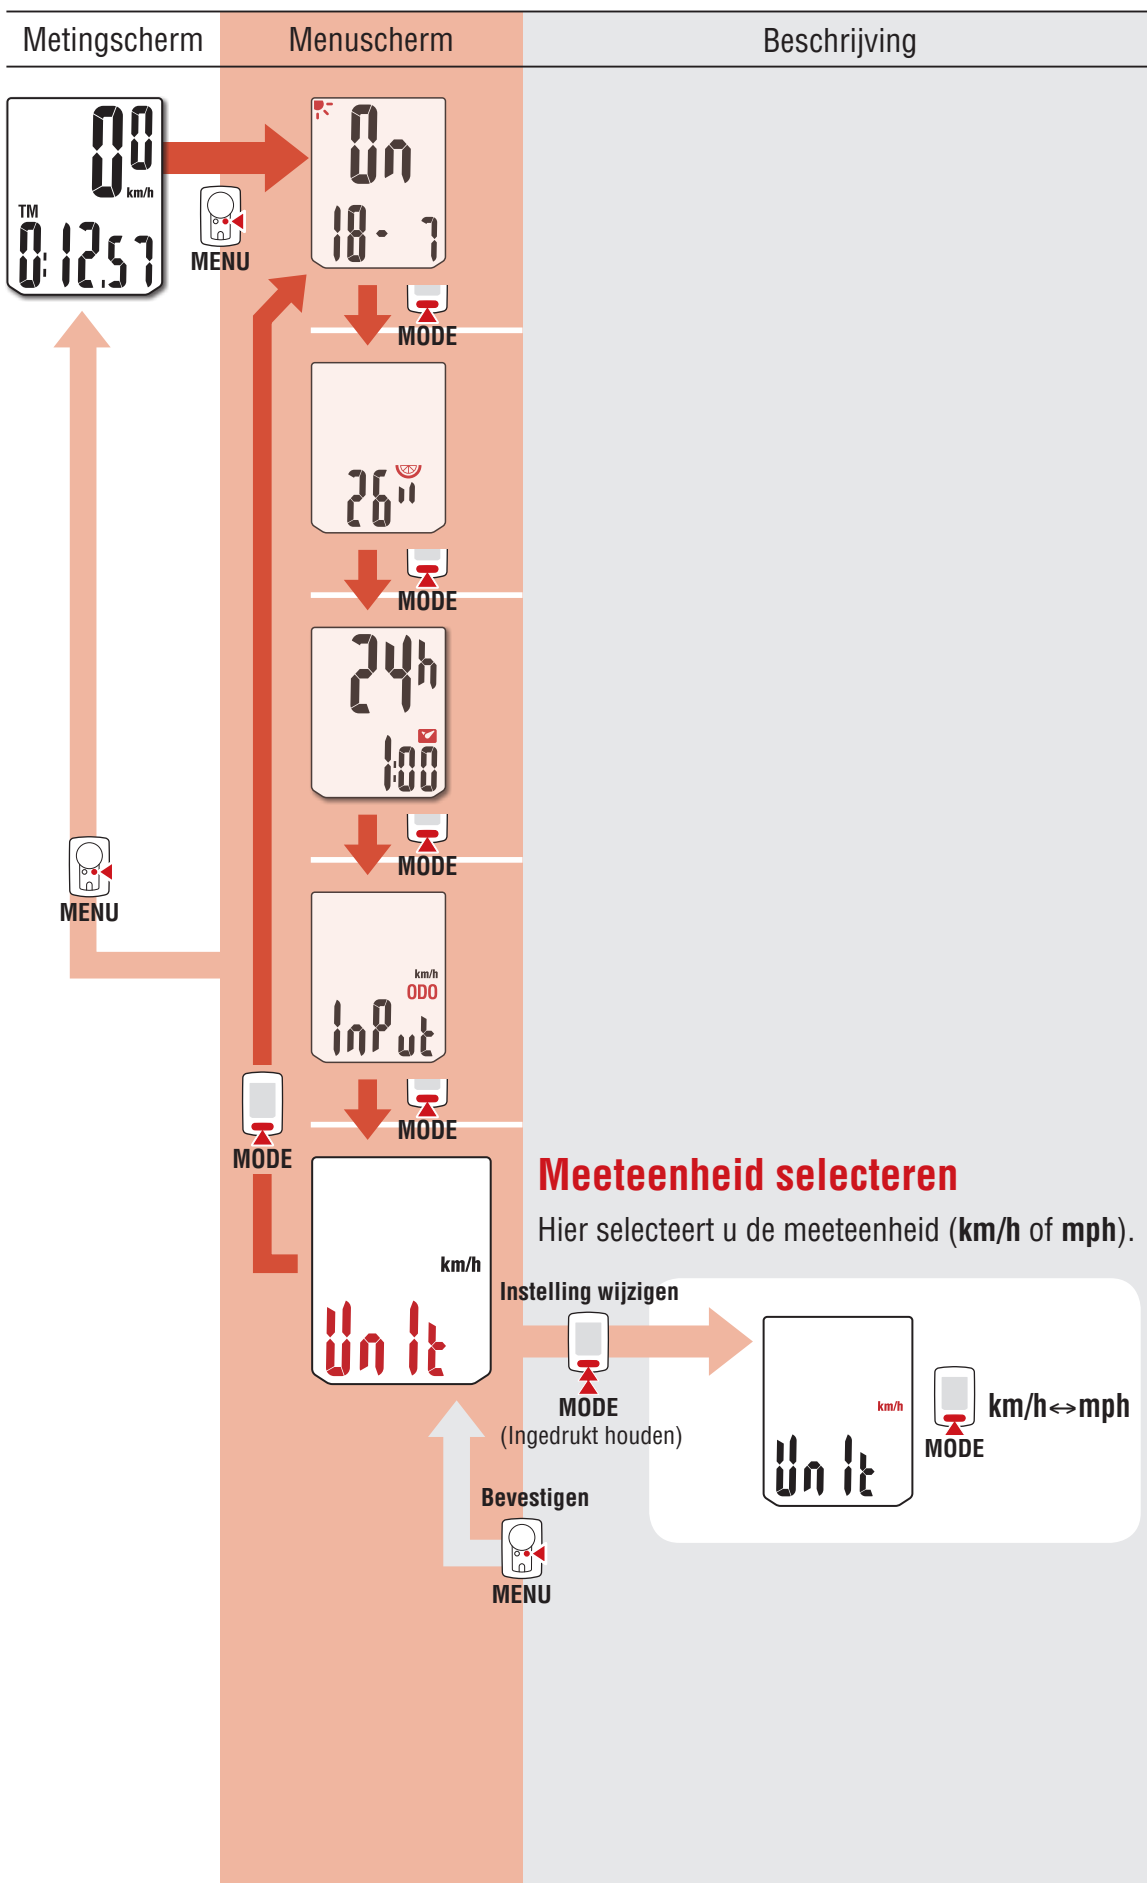 Metingscherm
Menuscherm
Beschrijving
00
km/h
TM
0:12.57
MENU
On
18- 7
MODE
26"
MODE
24h
1:00
MODE
MENU
km/h
ODO
InPut
MODE
MODE
km/h
UnIt
Meeteenheid selecteren
Hier selecteert u de meeteenheid (km/h of mph).
Instelling wijzigen
MODE
(Ingedrukt houden)
km/h
UnIt
MODE
km/h↔mph
Bevestigen
MENU